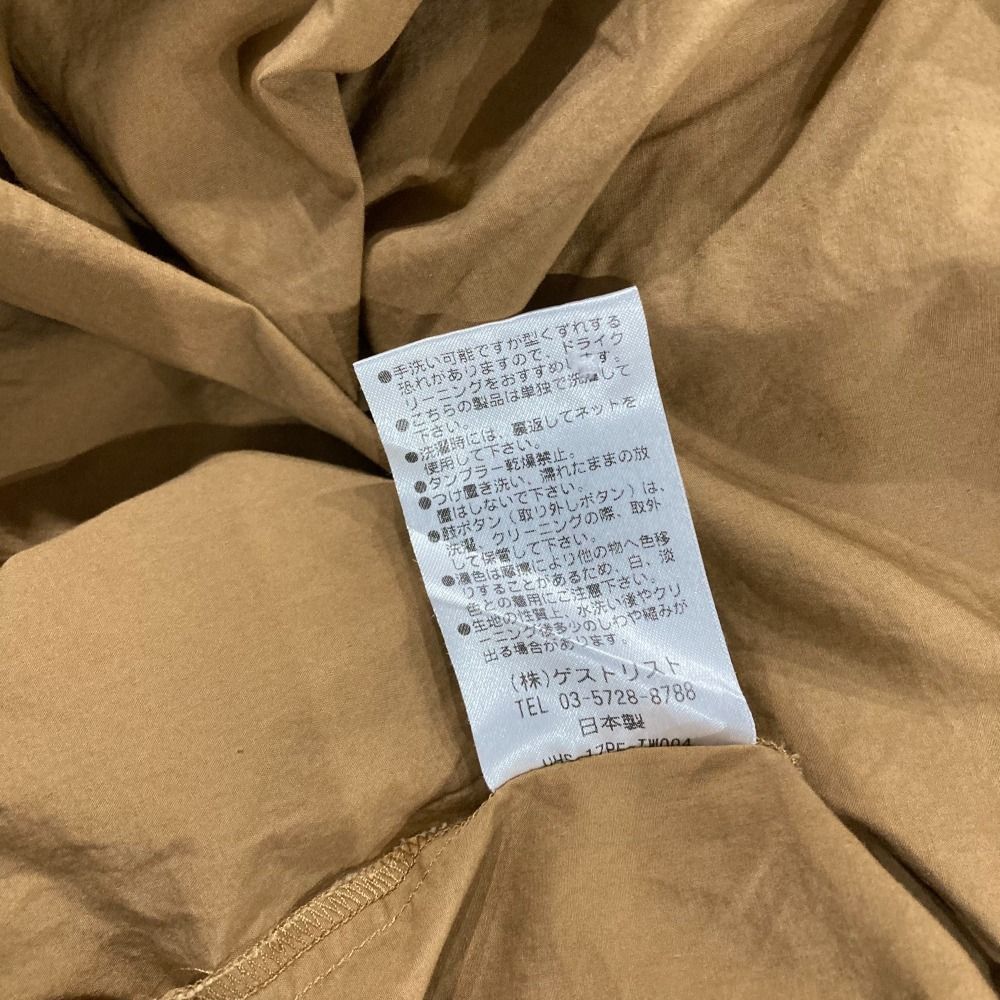 ●手洗い可能ですが型くずれする
恐れがありますので、ドライク
リーニングをおすすめします。
●こちらの製品は単独で洗濯して
下さい。
●洗濯時には、裏返してネットを
使用して下さい。
●タンブラー乾燥禁止。
●つけ置き洗い、濡れたままの放
置はしないで下さい。
●鼓ボタン(取り外しボタン)は、
洗濯、クリーニングの際、取外
して保管して下さい。
●濃色は摩擦により他の物へ色移
りすることがあるため、白、淡
色との着用にご注意下さい。
●生地の性質上、水洗い後やクリ
ーニング後多少のしわや縮みが
出る場合があります。
(株)ゲストリスト
TEL 03-5728-8788
日本製